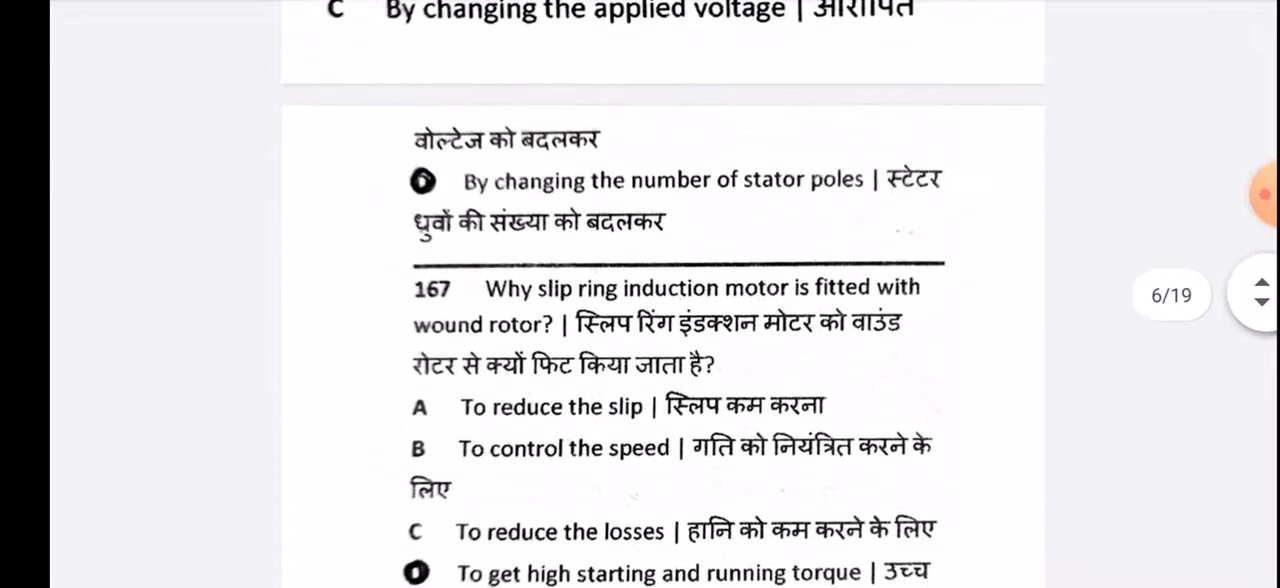 C By changing the applied voltage | आरोपित
वोल्टेज को बदलकर
D By changing the number of stator poles | स्टेटर
ध्रुवों की संख्या को बदलकर
167 Why slip ring induction motor is fitted with
wound rotor? | स्लिप रिंग इंडक्शन मोटर को वाउंड
रोटर से क्यों फिट किया जाता है?
6/19
A To reduce the slip | स्लिप कम करना
B To control the speed | गति को नियंत्रित करने के
लिए
C To reduce the losses | हानि को कम करने के लिए
To get high starting and running torque | उच्च